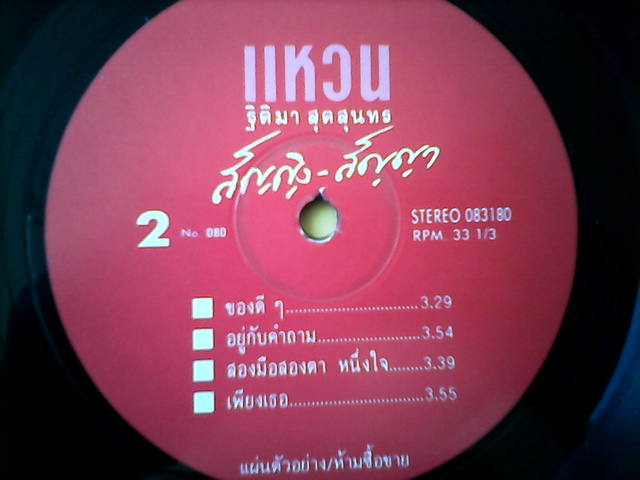 แหวน
ฐิติมา สุตสุนทร
สัญญิง-สัญญา
2 No. 080 STEREO 083180
RPM. 33 1/3
ของดี ๆ..............................3.29
อยู่กับคำถาม.......................3.54
สองมือสองตา หนึ่งใจ........3.39
เพียงเธอ.............................3.55
แผ่นตัวอย่าง/ห้ามซื้อขาย